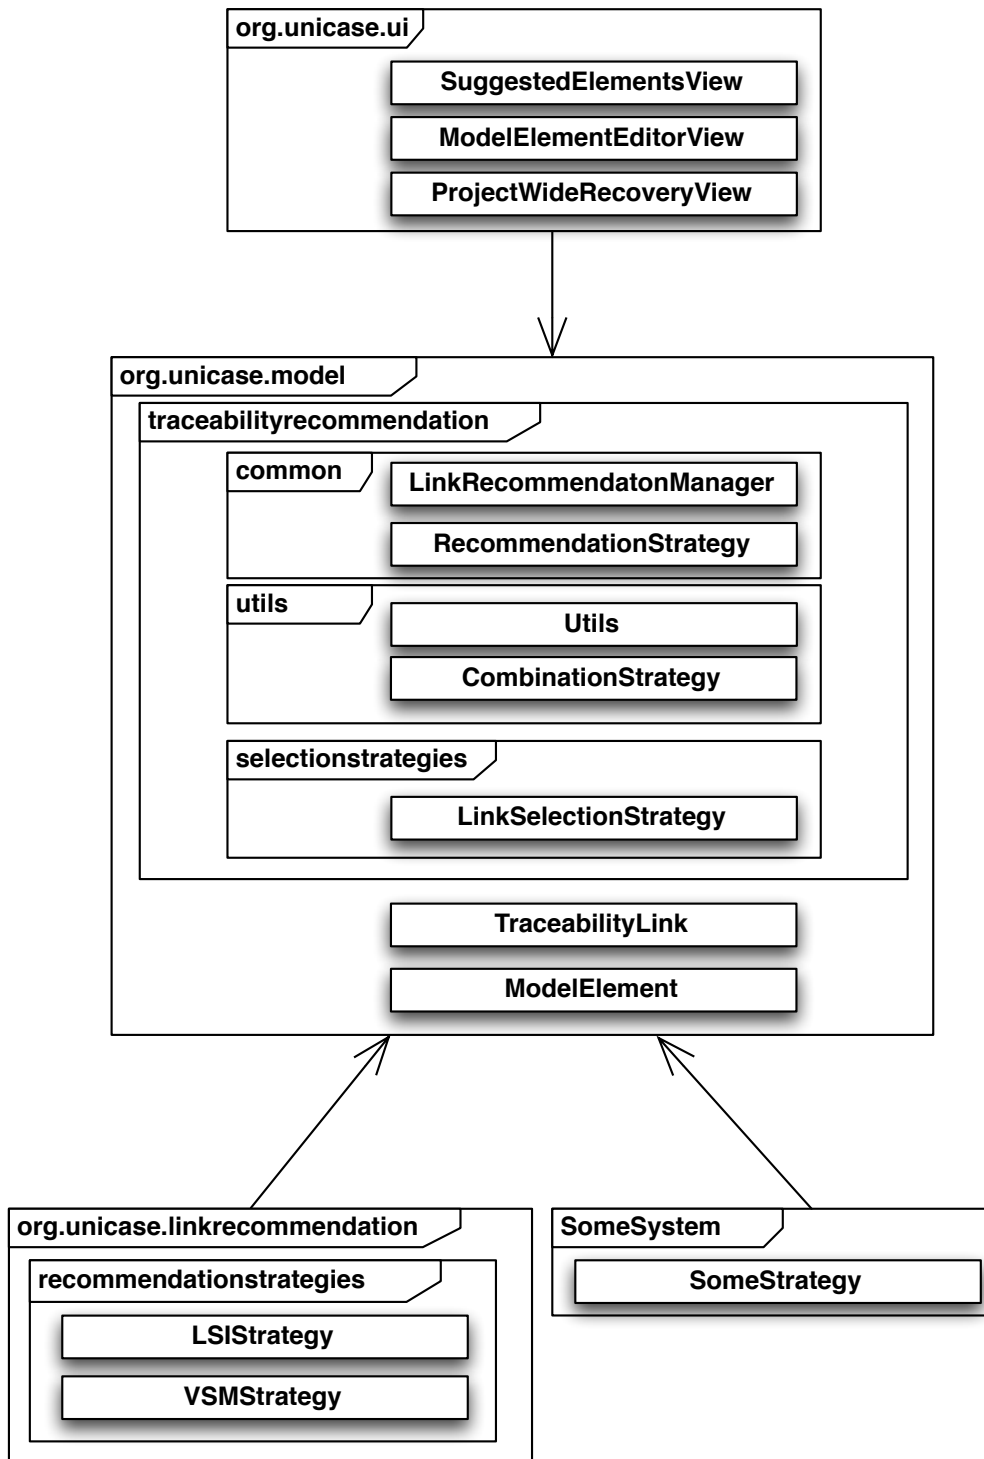 org.unicase.ui
SuggestedElementsView
ModelElementEditorView
ProjectWideRecoveryView
org.unicase.model
traceabilityrecommendation
common
LinkRecommendatonManager
RecommendationStrategy
utils
Utils
CombinationStrategy
selectionstrategies
LinkSelectionStrategy
TraceabilityLink
ModelElement
org.unicase.linkrecommendation
recommendationstrategies
LSIStrategy
VSMStrategy
SomeSystem
SomeStrategy